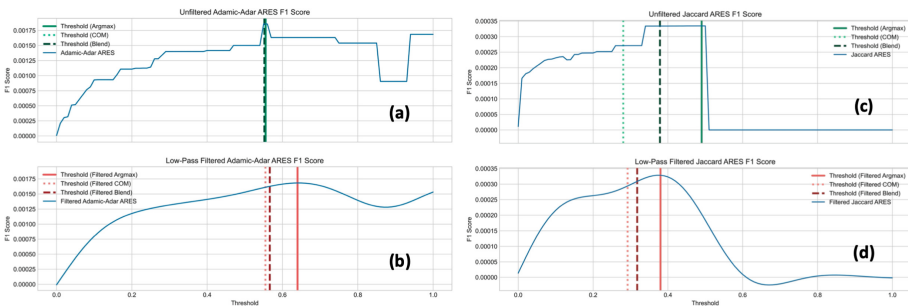 Unfiltered Adamic-Adar ARES F1 Score
F1 Score
0.00175
0.00150
0.00125
0.00100
0.00075
0.00050
0.00025
0.00000
Threshold (Argmax)
Threshold (COM)
Threshold (Blend)
Adamic-Adar ARES
(a)
Low-Pass Filtered Adamic-Adar ARES F1 Score
F1 Score
0.00175
0.00150
0.00125
0.00100
0.00075
0.00050
0.00025
0.00000
Threshold (Filtered Argmax)
Threshold (Filtered COM)
Threshold (Filtered Blend)
Filtered Adamic-Adar ARES
(b)
0.0 0.2 0.4 0.6 0.8 1.0
Threshold
Unfiltered Jaccard ARES F1 Score
F1 Score
0.00035
0.00030
0.00025
0.00020
0.00015
0.00010
0.00005
0.00000
Threshold (Argmax)
Threshold (COM)
Threshold (Blend)
Jaccard ARES
(c)
Low-Pass Filtered Jaccard ARES F1 Score
F1 Score
0.00035
0.00030
0.00025
0.00020
0.00015
0.00010
0.00005
0.00000
Threshold (Filtered Argmax)
Threshold (Filtered COM)
Threshold (Filtered Blend)
Filtered Jaccard ARES
(d)
0.0 0.2 0.4 0.6 0.8 1.0
Threshold